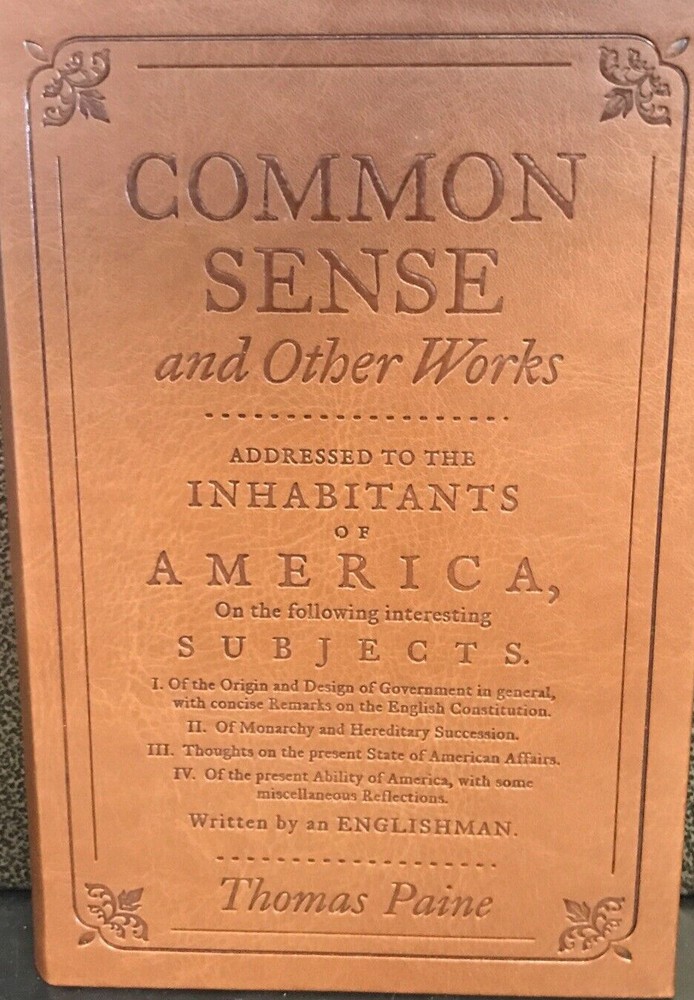 COMMON
SENSE
and Other Works
ADDRESSED TO THE
INHABITANTS
OF
AMERICA,
On the following interesting
SUBJECTS.
I. Of the Origin and Design of Government in general,
with concise Remarks on the English Constitution.
II. Of Monarchy and Hereditary Succession.
III. Thoughts on the present State of American Affairs.
IV. Of the present Ability of America, with some
miscellaneous Reflections.
Written by an ENGLISHMAN.
Thomas Paine